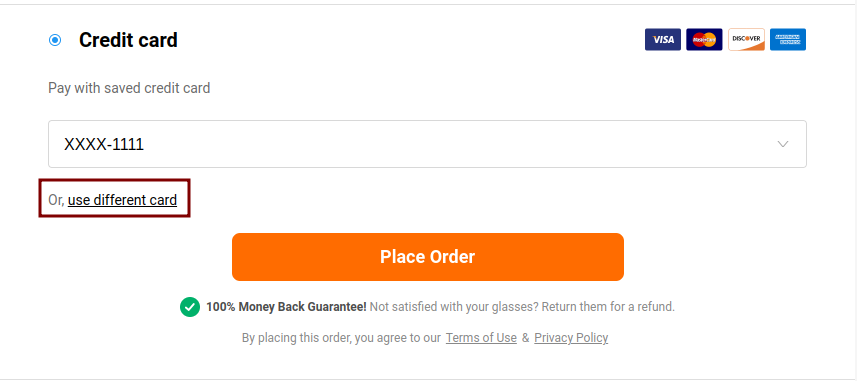 Credit card
VISA MasterCard DISCOVER AMERICAN EXPRESS
Pay with saved credit card
XXXX-1111
Or, use different card
Place Order
100% Money Back Guarantee! Not satisfied with your glasses? Return them for a refund.
By placing this order, you agree to our Terms of Use & Privacy Policy